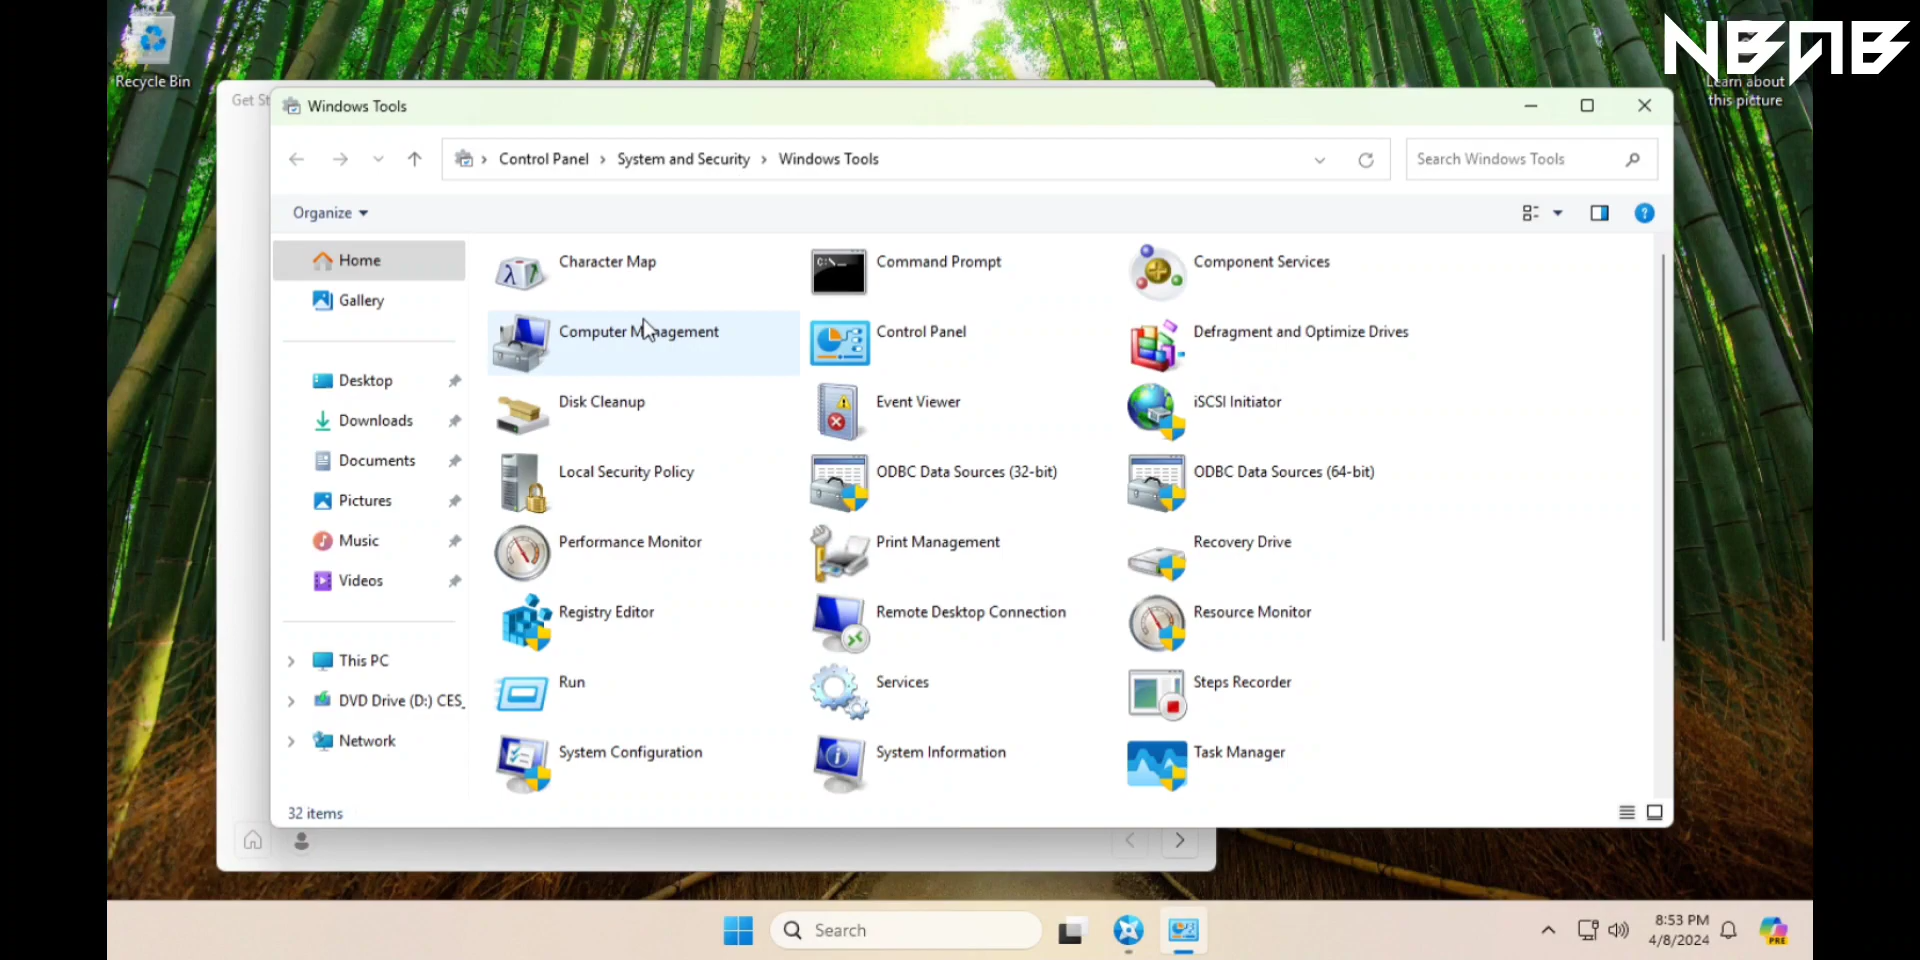 Recycle Bin
NBAB
Learn about
this picture
Get St
Windows Tools
Control Panel
System and Security
Windows Tools
Search Windows Tools
Organize
Home
Gallery
Desktop
Downloads
Documents
Pictures
Music
Videos
This PC
DVD Drive (D:) CES_
Network
Character Map
Command Prompt
Component Services
Computer Management
Control Panel
Defragment and Optimize Drives
Disk Cleanup
Event Viewer
iSCSI Initiator
Local Security Policy
ODBC Data Sources (32-bit)
ODBC Data Sources (64-bit)
Performance Monitor
Print Management
Recovery Drive
Registry Editor
Remote Desktop Connection
Resource Monitor
Run
Services
Steps Recorder
System Configuration
System Information
Task Manager
32 items
Search
8:53 PM
4/8/2024
PRE